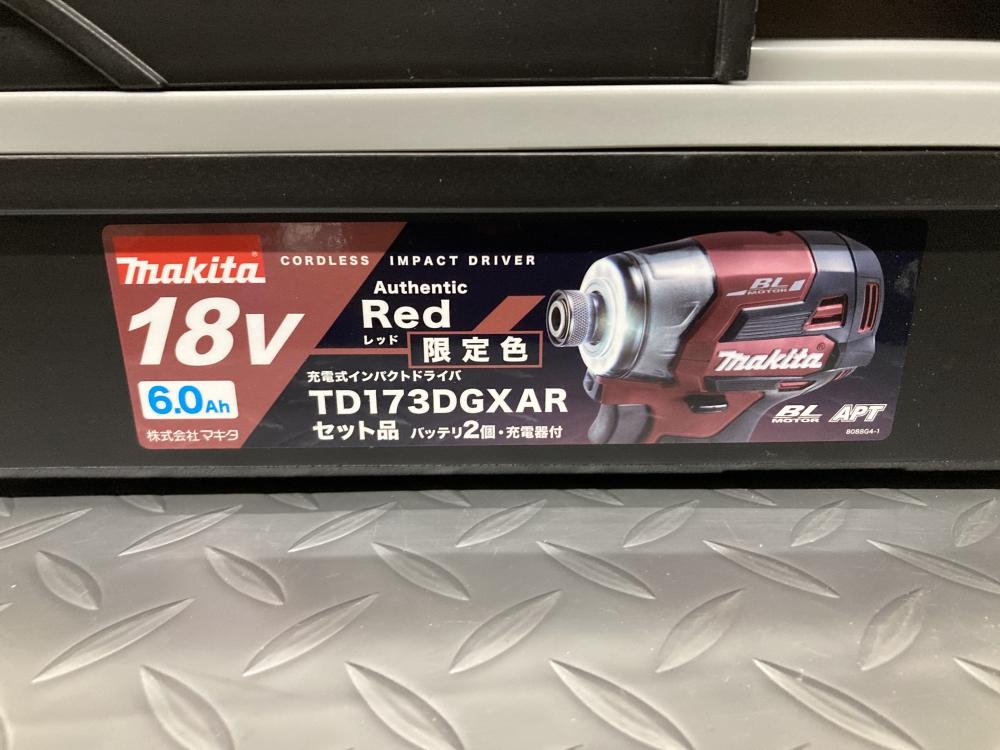 makita
CORDLESS IMPACT DRIVER
18V
Authentic
Red
レッド
限定色
6.0Ah
充電式インパクトドライバ
TD173DGXAR
株式会社マキタ
セット品 バッテリ2個・充電器付
BL
MOTOR
makita
BL
MOTOR
APT
808BG4-1